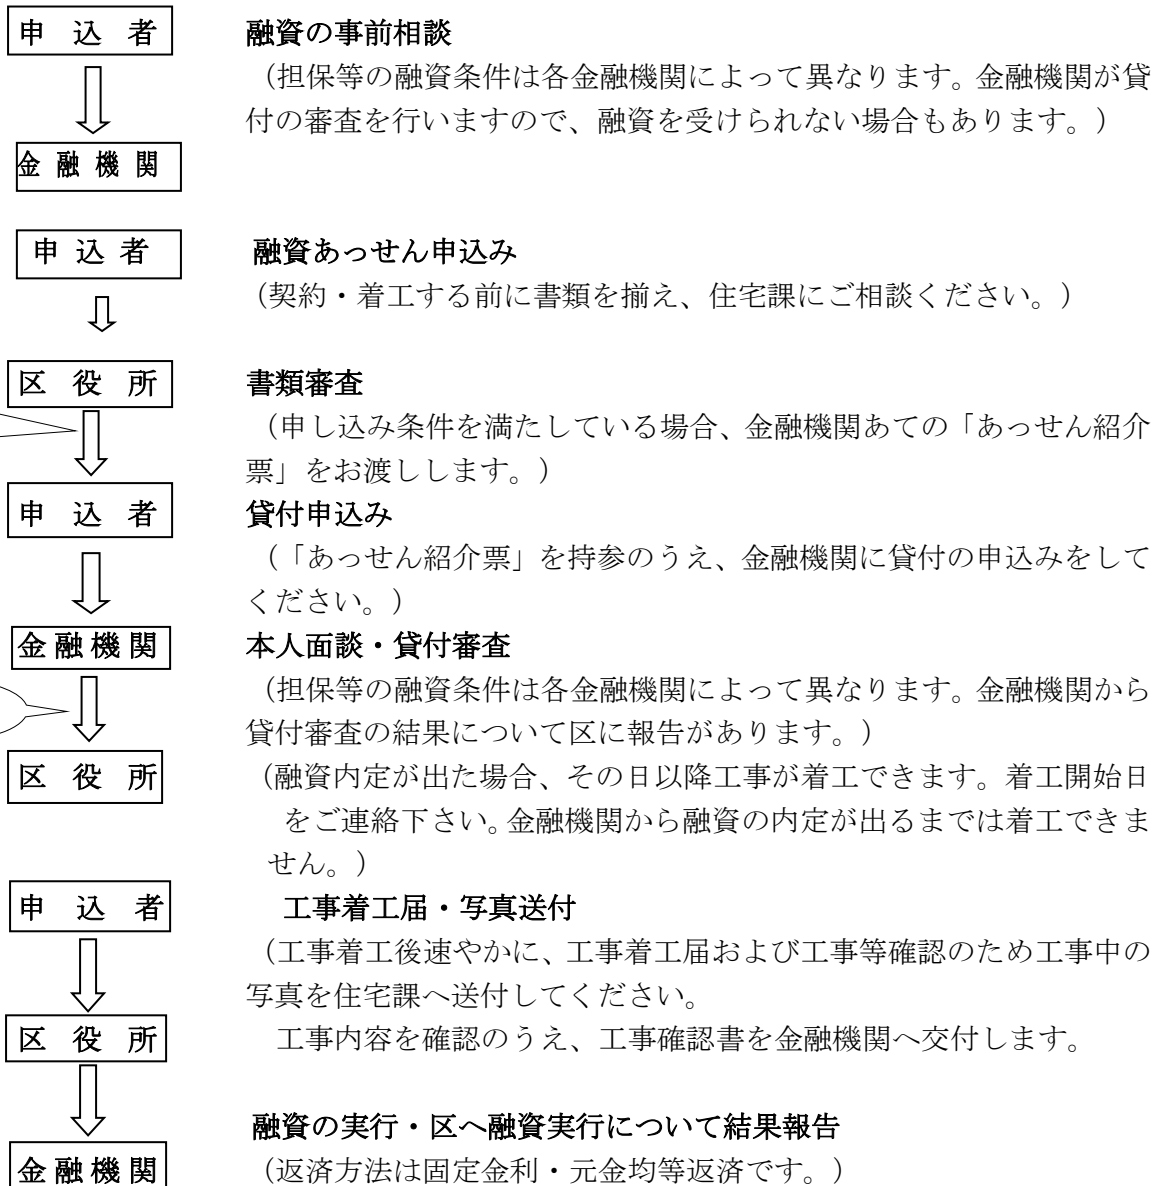 申　込　者　　融資の事前相談
（担保等の融資条件は各金融機関によって異なります。金融機関が貸
付の審査を行いますので、融資を受けられない場合もあります。）
金 融 機 関
申 込 者　　融資あっせん申込み
（契約・着工する前に書類を揃え、住宅課にご相談ください。）
区　役　所　　書類審査
（申し込み条件を満たしている場合、金融機関あての「あっせん紹介
票」をお渡しします。）
申　込　者　　貸付申込み
（「あっせん紹介票」を持参のうえ、金融機関に貸付の申込みをして
ください。）
金 融 機 関　　本人面談・貸付審査
（担保等の融資条件は各金融機関によって異なります。金融機関から
貸付審査の結果について区に報告があります。）
区　役　所　　（融資内定が出た場合、その日以降工事が着工できます。着工開始日
をご連絡下さい。金融機関から融資の内定が出るまでは着工できま
せん。）
申　込　者　　工事着工届・写真送付
（工事着工後速やかに、工事着工届および工事等確認のため工事中の
写真を住宅課へ送付してください。
区　役　所　　工事内容を確認のうえ、工事確認書を金融機関へ交付します。
融資の実行・区へ融資実行について結果報告
金 融 機 関　　（返済方法は固定金利・元金均等返済です。）